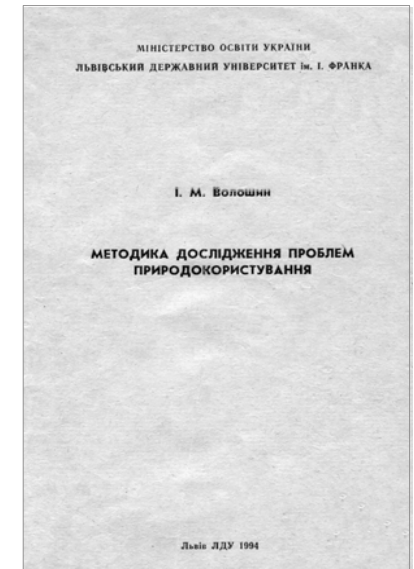 МІНІСТЕРСТВО ОСВІТИ УКРАЇНИ
ЛЬВІВСЬКИЙ ДЕРЖАВНИЙ УНІВЕРСИТЕТ ім. І. ФРАНКА
І. М. Волошин
МЕТОДИКА ДОСЛІДЖЕННЯ ПРОБЛЕМ
ПРИРОДОКОРИСТУВАННЯ
Львів ЛДУ 1994